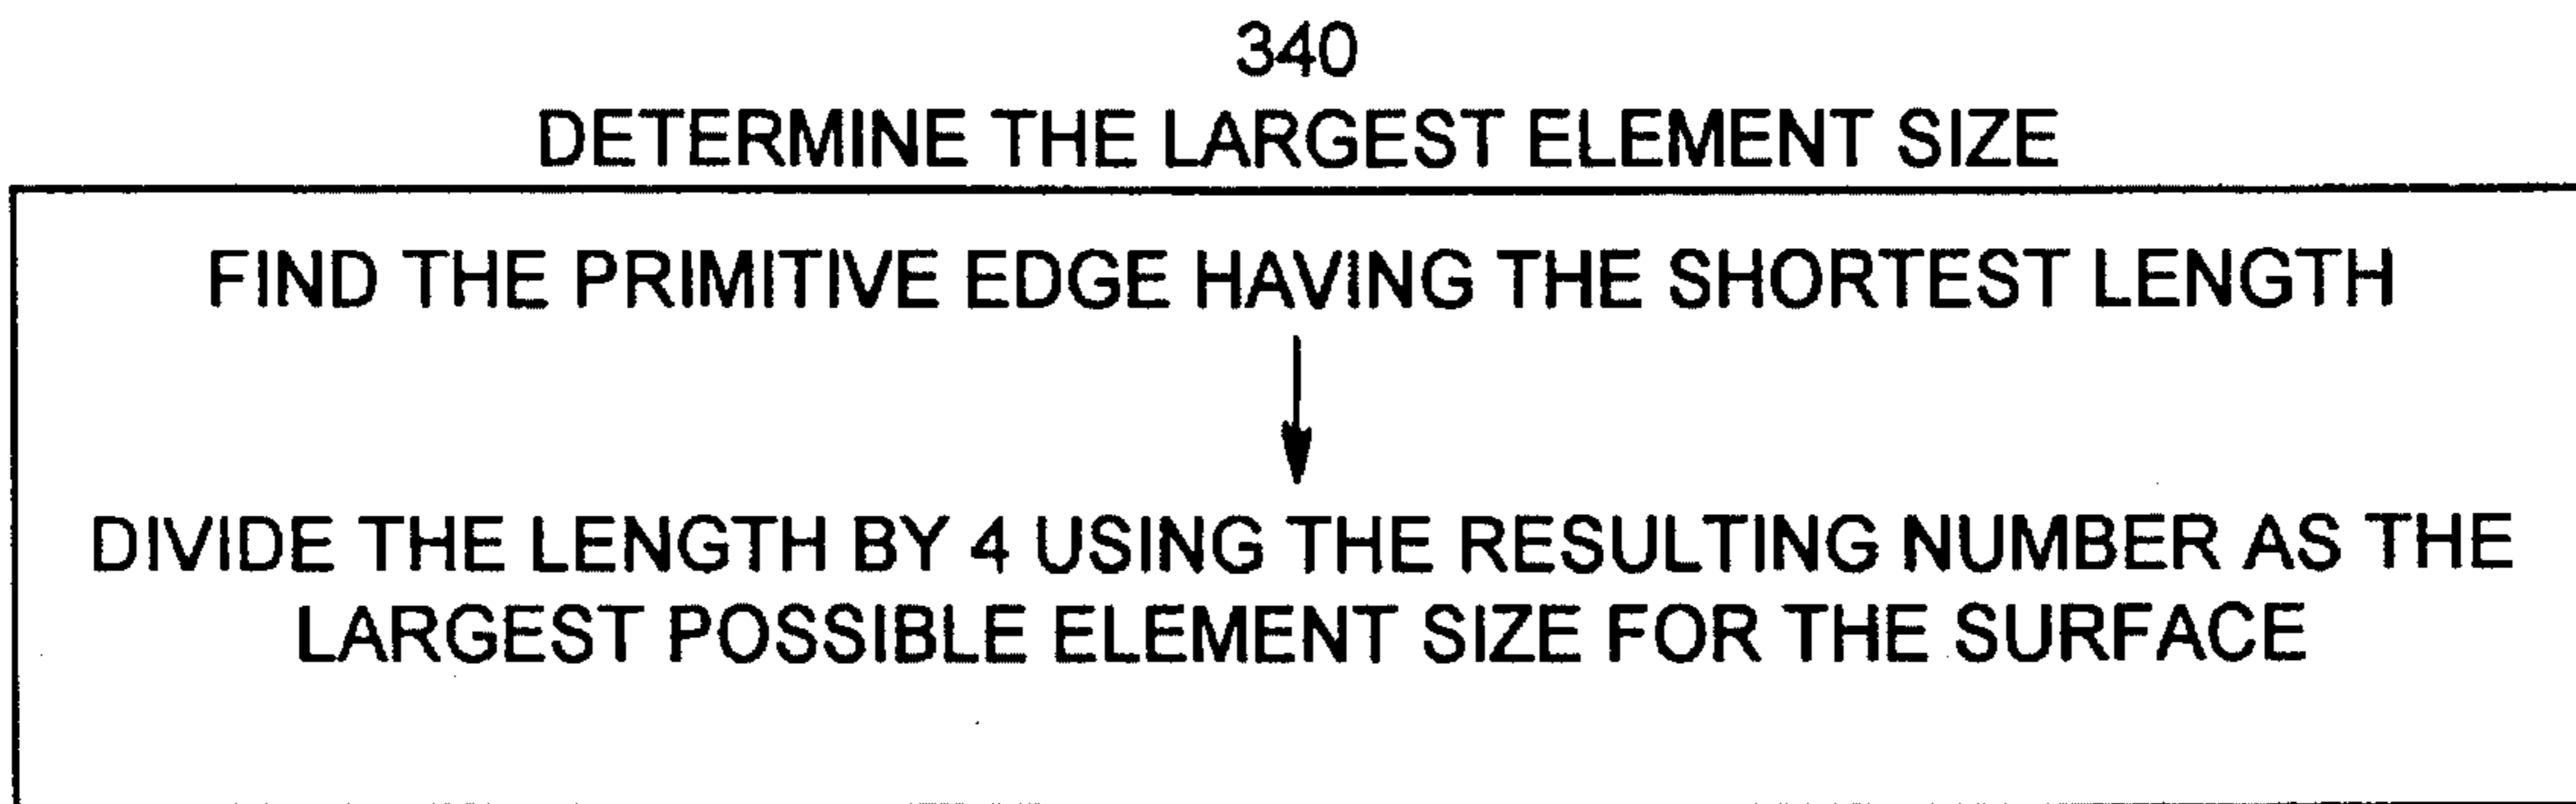 340
DETERMINE THE LARGEST ELEMENT SIZE
FIND THE PRIMITIVE EDGE HAVING THE SHORTEST LENGTH
DIVIDE THE LENGTH BY 4 USING THE RESULTING NUMBER AS THE
LARGEST POSSIBLE ELEMENT SIZE FOR THE SURFACE